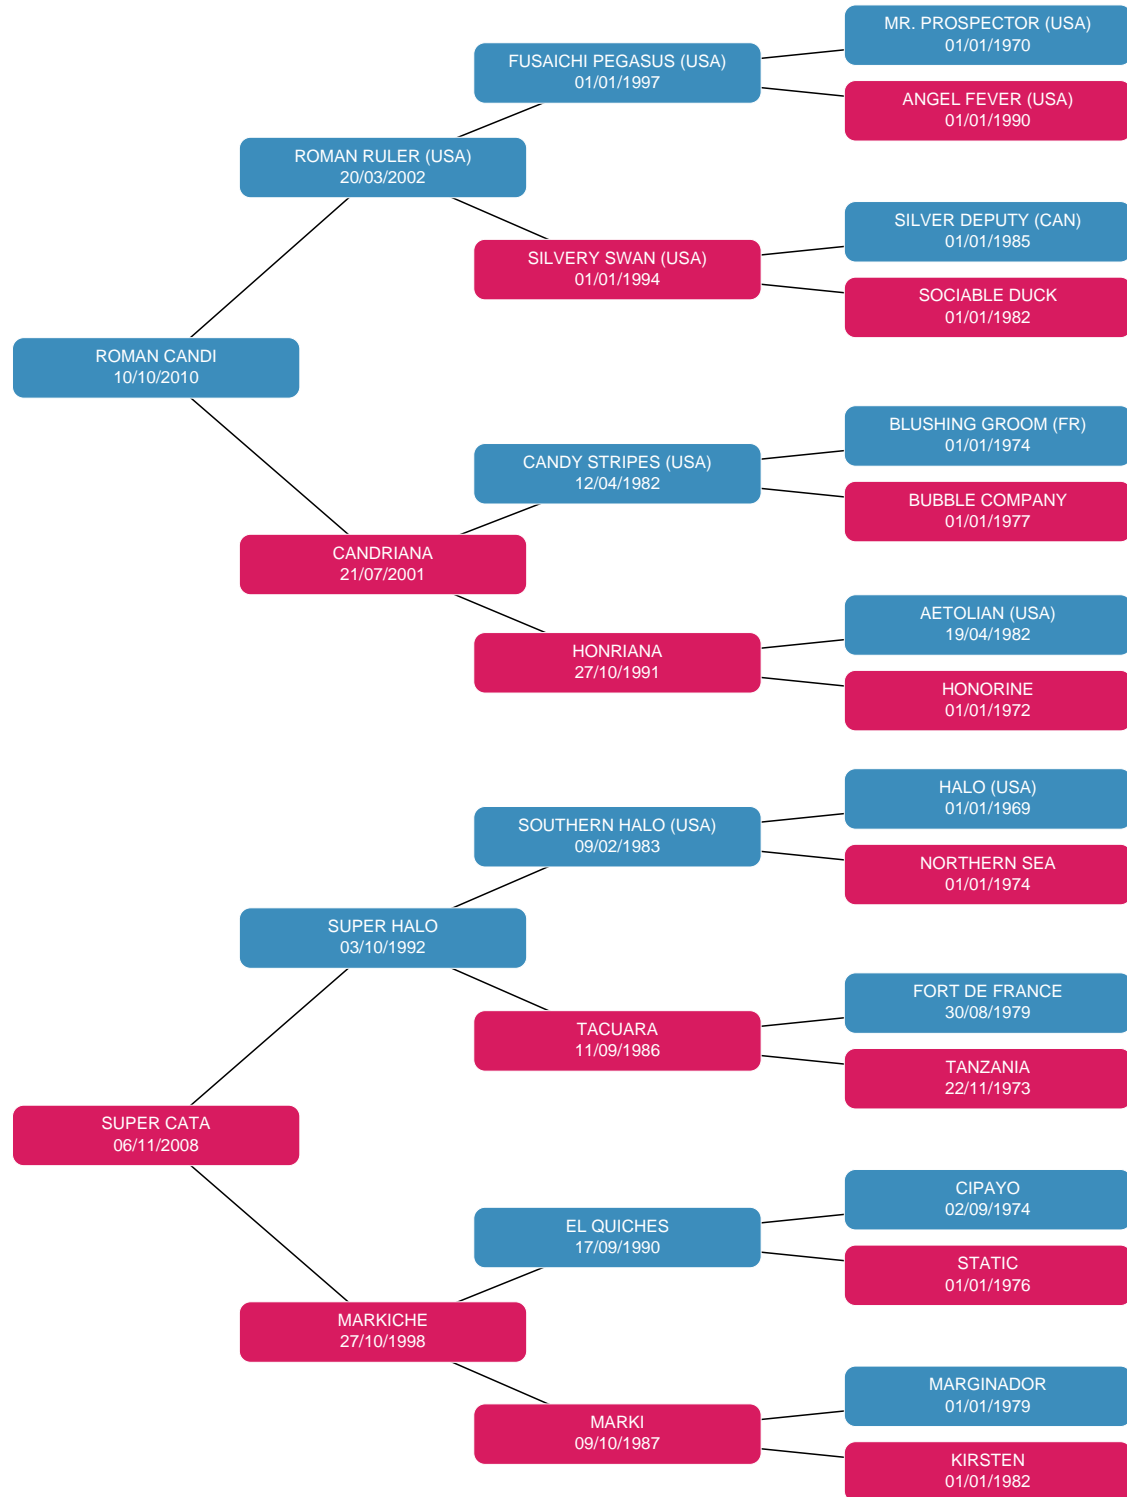 MR. PROSPECTOR (USA)
01/01/1970
FUSAICHI PEGASUS (USA)
01/01/1997
ANGEL FEVER (USA)
01/01/1990
ROMAN RULER (USA)
20/03/2002
SILVER DEPUTY (CAN)
01/01/1985
SILVERY SWAN (USA)
01/01/1994
SOCIABLE DUCK
01/01/1982
ROMAN CANDI
10/10/2010
BLUSHING GROOM (FR)
01/01/1974
CANDY STRIPES (USA)
12/04/1982
BUBBLE COMPANY
01/01/1977
CANDRIANA
21/07/2001
AETOLIAN (USA)
19/04/1982
HONRIANA
27/10/1991
HONORINE
01/01/1972
HALO (USA)
01/01/1969
SOUTHERN HALO (USA)
09/02/1983
NORTHERN SEA
01/01/1974
SUPER HALO
03/10/1992
FORT DE FRANCE
30/08/1979
TACUARA
11/09/1986
TANZANIA
22/11/1973
SUPER CATA
06/11/2008
CIPAYO
02/09/1974
EL QUICHES
17/09/1990
STATIC
01/01/1976
MARKICHE
27/10/1998
MARGINADOR
01/01/1979
MARKI
09/10/1987
KIRSTEN
01/01/1982